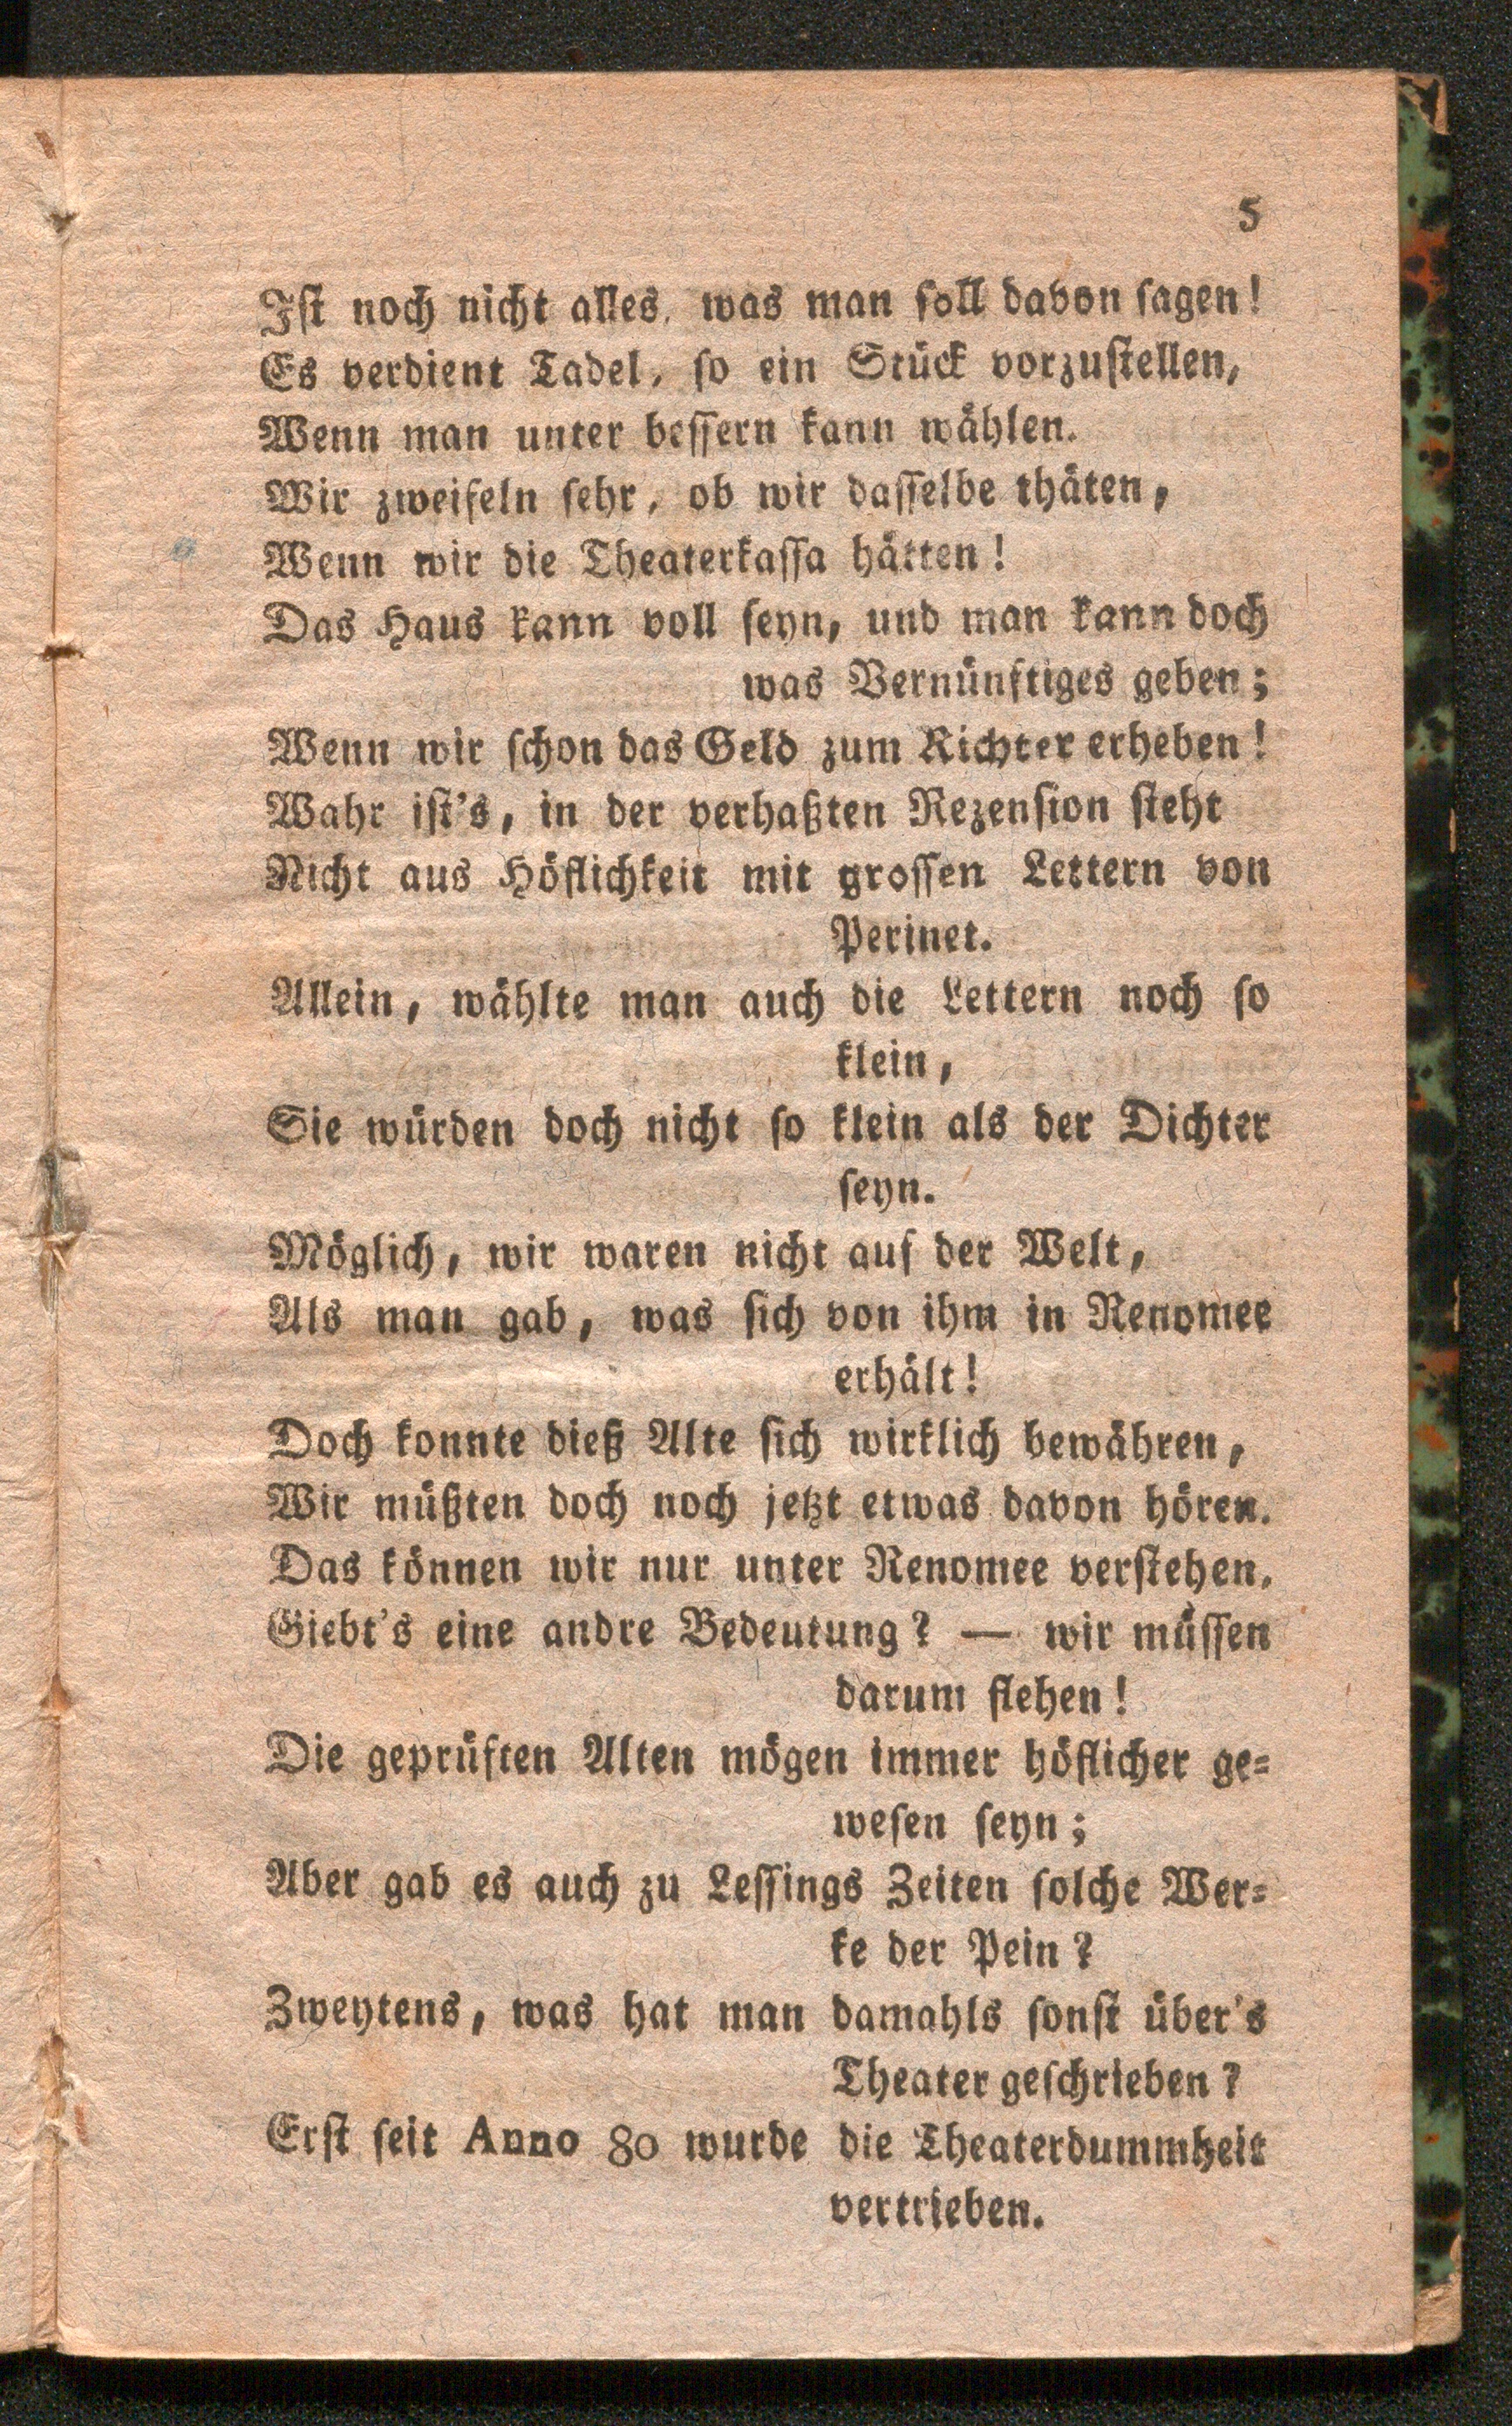 5
Iſt noch nicht alles, was man ſoll davon ſagen!
Es verdient Tadel, ſo ein Stück vorzuſtellen,
Wenn man unter beſſern kann wählen.
Wir zweifeln ſehr, ob wir daſſelbe thäten,
Wenn wir die Theaterkaſſa hätten!
Das Haus kann voll ſeyn, und man kann doch
was Vernünftiges geben;
Wenn wir ſchon das Geld zum Richter erheben!
Wahr iſt's, in der verhaßten Rezenſion ſteht
Nicht aus Höflichkeit mit groſſen Lettern von
Perinet.
Allein, wählte man auch die Lettern noch ſo
klein,
Sie würden doch nicht ſo klein als der Dichter
ſeyn.
Möglich, wir waren nicht auf der Welt,
Als man gab, was ſich von ihm in Renomee
erhält!
Doch konnte dieß Alte ſich wirklich bewähren,
Wir müßten doch noch jetzt etwas davon hören.
Das können wir nur unter Renomee verſtehen.
Giebt's eine andre Bedeutung? — wir müſſen
darum flehen!
Die geprüften Alten mögen immer höflicher ge-
weſen ſeyn;
Aber gab es auch zu Leſſings Zeiten ſolche Wer-
ke der Pein?
Zweytens, was hat man damahls ſonſt über's
Theater geſchrieben?
Erſt ſeit Anno 80 wurde die Theaterdummheit
vertrieben.